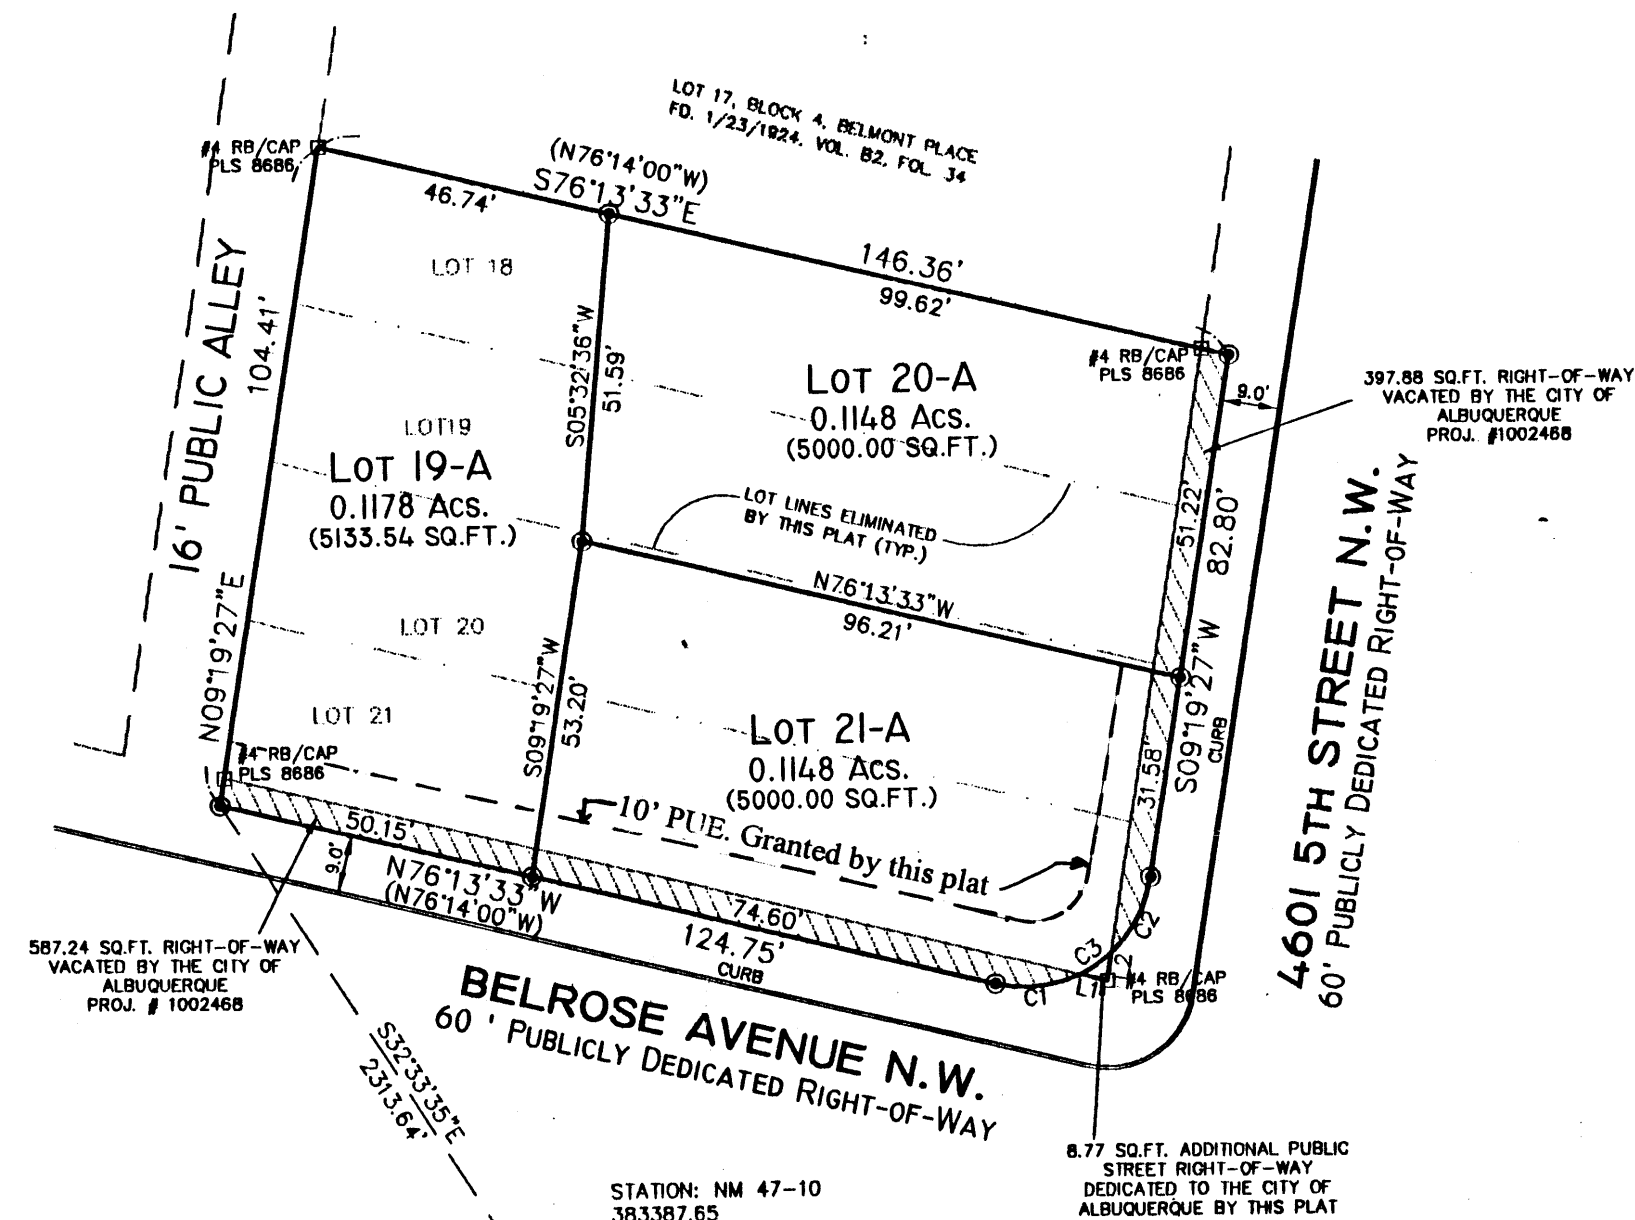 LOT 17, BLOCK 4, BELMONT PLACE
FD. 1/23/1924, VOL. B2, FOL. 34
#4 RB/CAP
PLS 8686
(N76°14'00"W)
S76°13'33"E
46.74'
146.36'
99.62'
LOT 18
16' PUBLIC ALLEY
104.41'
N09°19'27"E
S05°32'36"W
51.59'
#4 RB/CAP
PLS 8686
9.0'
397.88 SQ.FT. RIGHT-OF-WAY
VACATED BY THE CITY OF
ALBUQUERQUE
PROJ. #1002468
LOT 20-A
0.1148 ACS.
(5000.00 SQ.FT.)
LOT19
LOT 19-A
0.1178 ACS.
(5133.54 SQ.FT.)
LOT LINES ELIMINATED
BY THIS PLAT (TYP.)
51.22'
82.80'
N76°13'33"W
96.21'
4601 5TH STREET N.W.
60' PUBLICLY DEDICATED RIGHT-OF-WAY
LOT 20
LOT 21
S09°19'27"W
53.20'
LOT 21-A
0.1148 ACS.
(5000.00 SQ.FT.)
31.58'
S09°19'27"W
CURB
#4 RB/CAP
PLS 8686
10' PUE. Granted by this plat
50.15'
9.0'
N76°13'33"W
(N76°14'00"W)
74.60'
124.75'
CURB
C1
C2
C3
L1
L2
#4 RB/CAP
PLS 8686
587.24 SQ.FT. RIGHT-OF-WAY
VACATED BY THE CITY OF
ALBUQUERQUE
PROJ. # 1002468
BELROSE AVENUE N.W.
60 ' PUBLICLY DEDICATED RIGHT-OF-WAY
S32°33'35"E
2313.64'
8.77 SQ.FT. ADDITIONAL PUBLIC
STREET RIGHT-OF-WAY
DEDICATED TO THE CITY OF
ALBUQUERQUE BY THIS PLAT
STATION: NM 47-10
383387.65